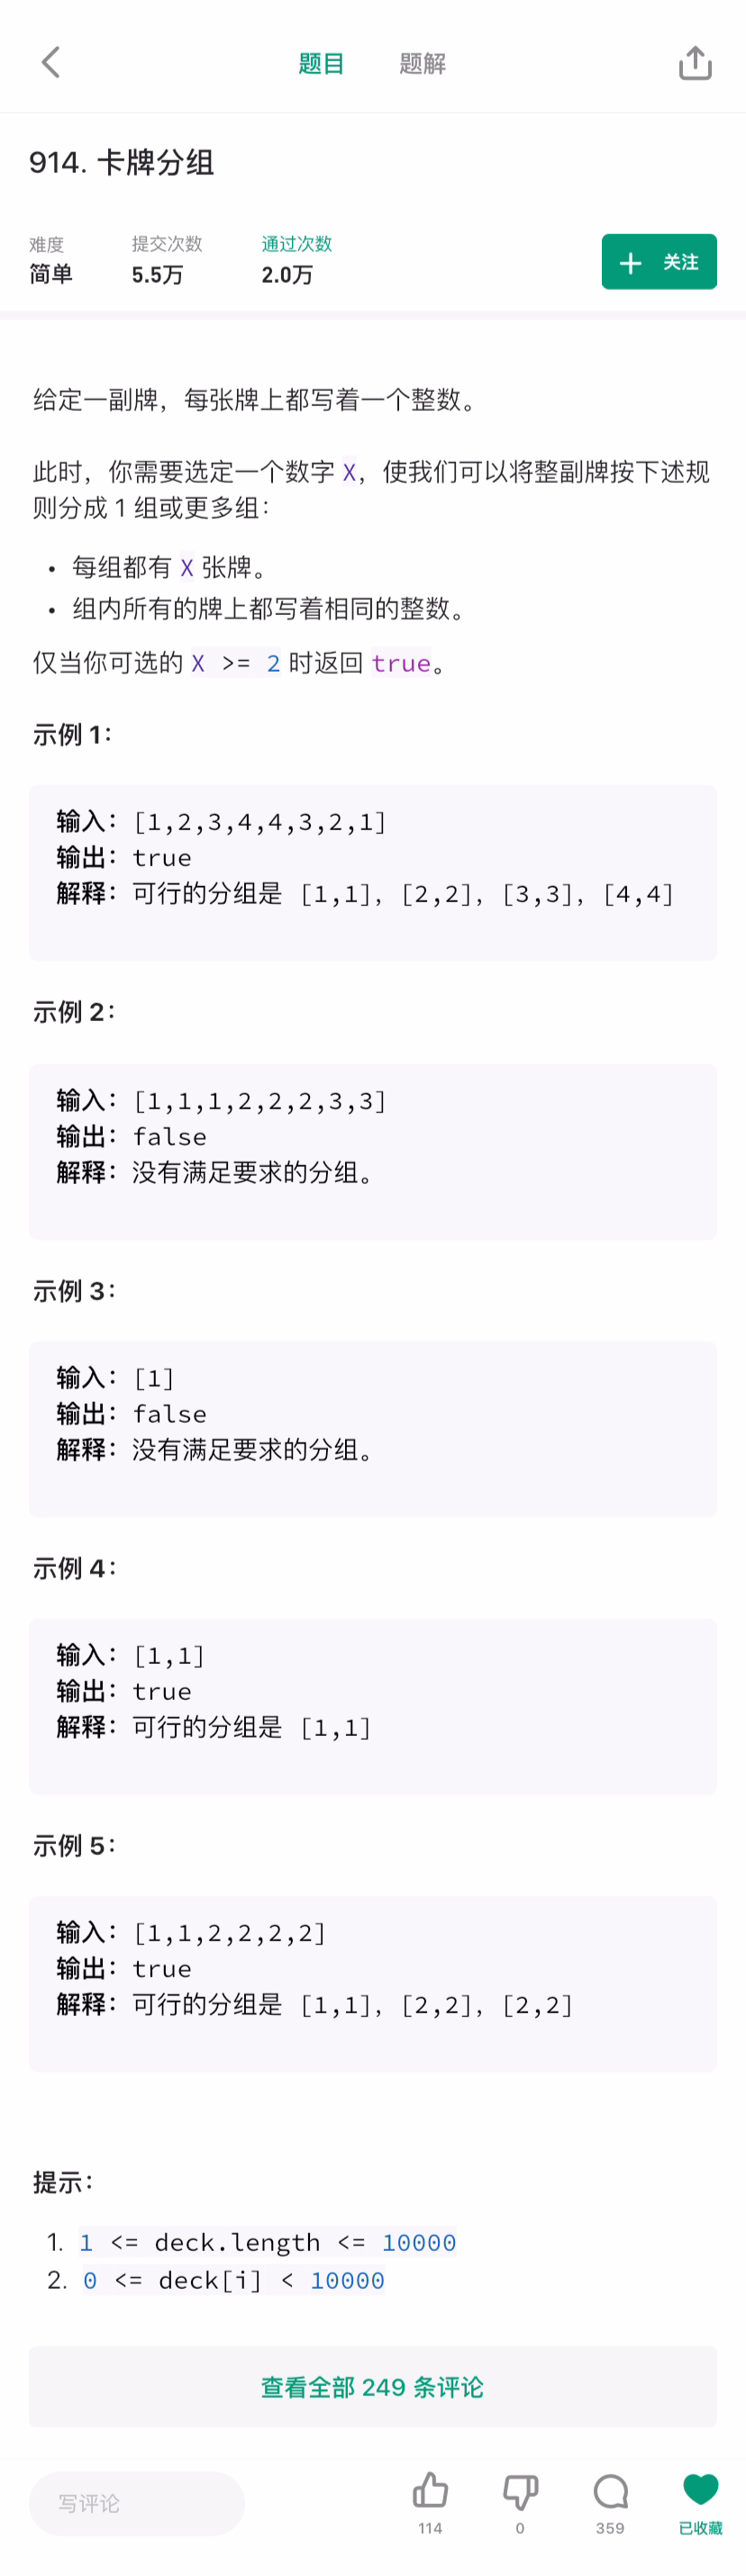 题目 题解
914. 卡牌分组
难度 提交次数 通过次数
简单 5.5万 2.0万 + 关注
给定一副牌，每张牌上都写着一个整数。
此时，你需要选定一个数字 X，使我们可以将整副牌按下述规
则分成 1 组或更多组：
• 每组都有 X 张牌。
• 组内所有的牌上都写着相同的整数。
仅当你可选的 X >= 2 时返回 true。
示例 1：
输入：[1,2,3,4,4,3,2,1]
输出：true
解释：可行的分组是 [1,1]，[2,2]，[3,3]，[4,4]
示例 2：
输入：[1,1,1,2,2,2,3,3]
输出：false
解释：没有满足要求的分组。
示例 3：
输入：[1]
输出：false
解释：没有满足要求的分组。
示例 4：
输入：[1,1]
输出：true
解释：可行的分组是 [1,1]
示例 5：
输入：[1,1,2,2,2,2]
输出：true
解释：可行的分组是 [1,1]，[2,2]，[2,2]
提示：
1. 1 <= deck.length <= 10000
2. 0 <= deck[i] < 10000
查看全部 249 条评论
写评论
114 0 359 已收藏